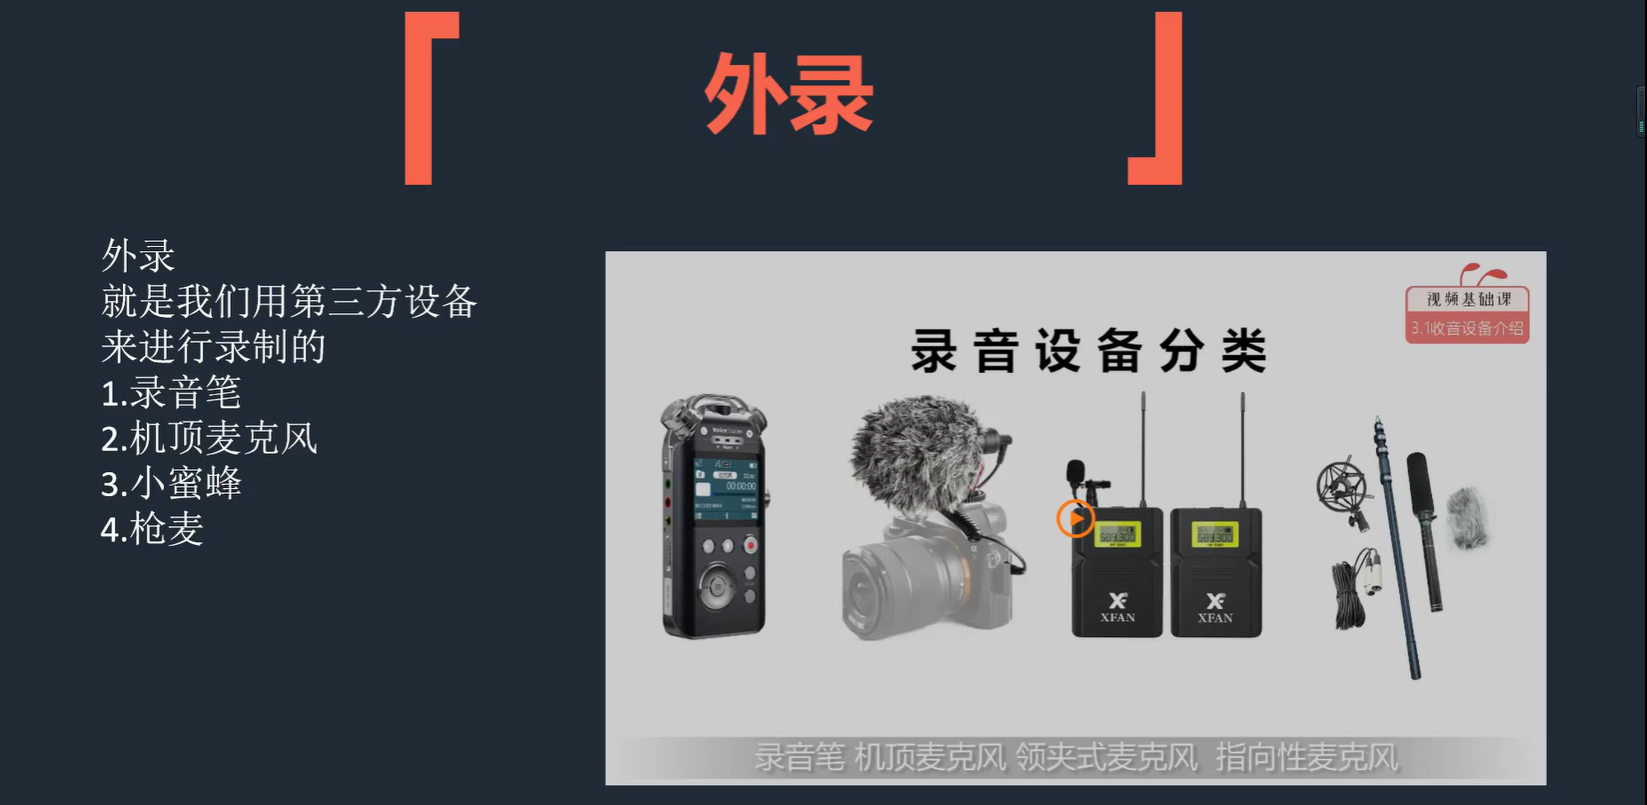 外录
外录
就是我们用第三方设备
来进行录制的
1.录音笔
2.机顶麦克风
3.小蜜蜂
4.枪麦
视频基础课
3.1收音设备介绍
录音设备分类
00:00:00
XFAN
XFAN
录音笔 机顶麦克风 领夹式麦克风 指向性麦克风